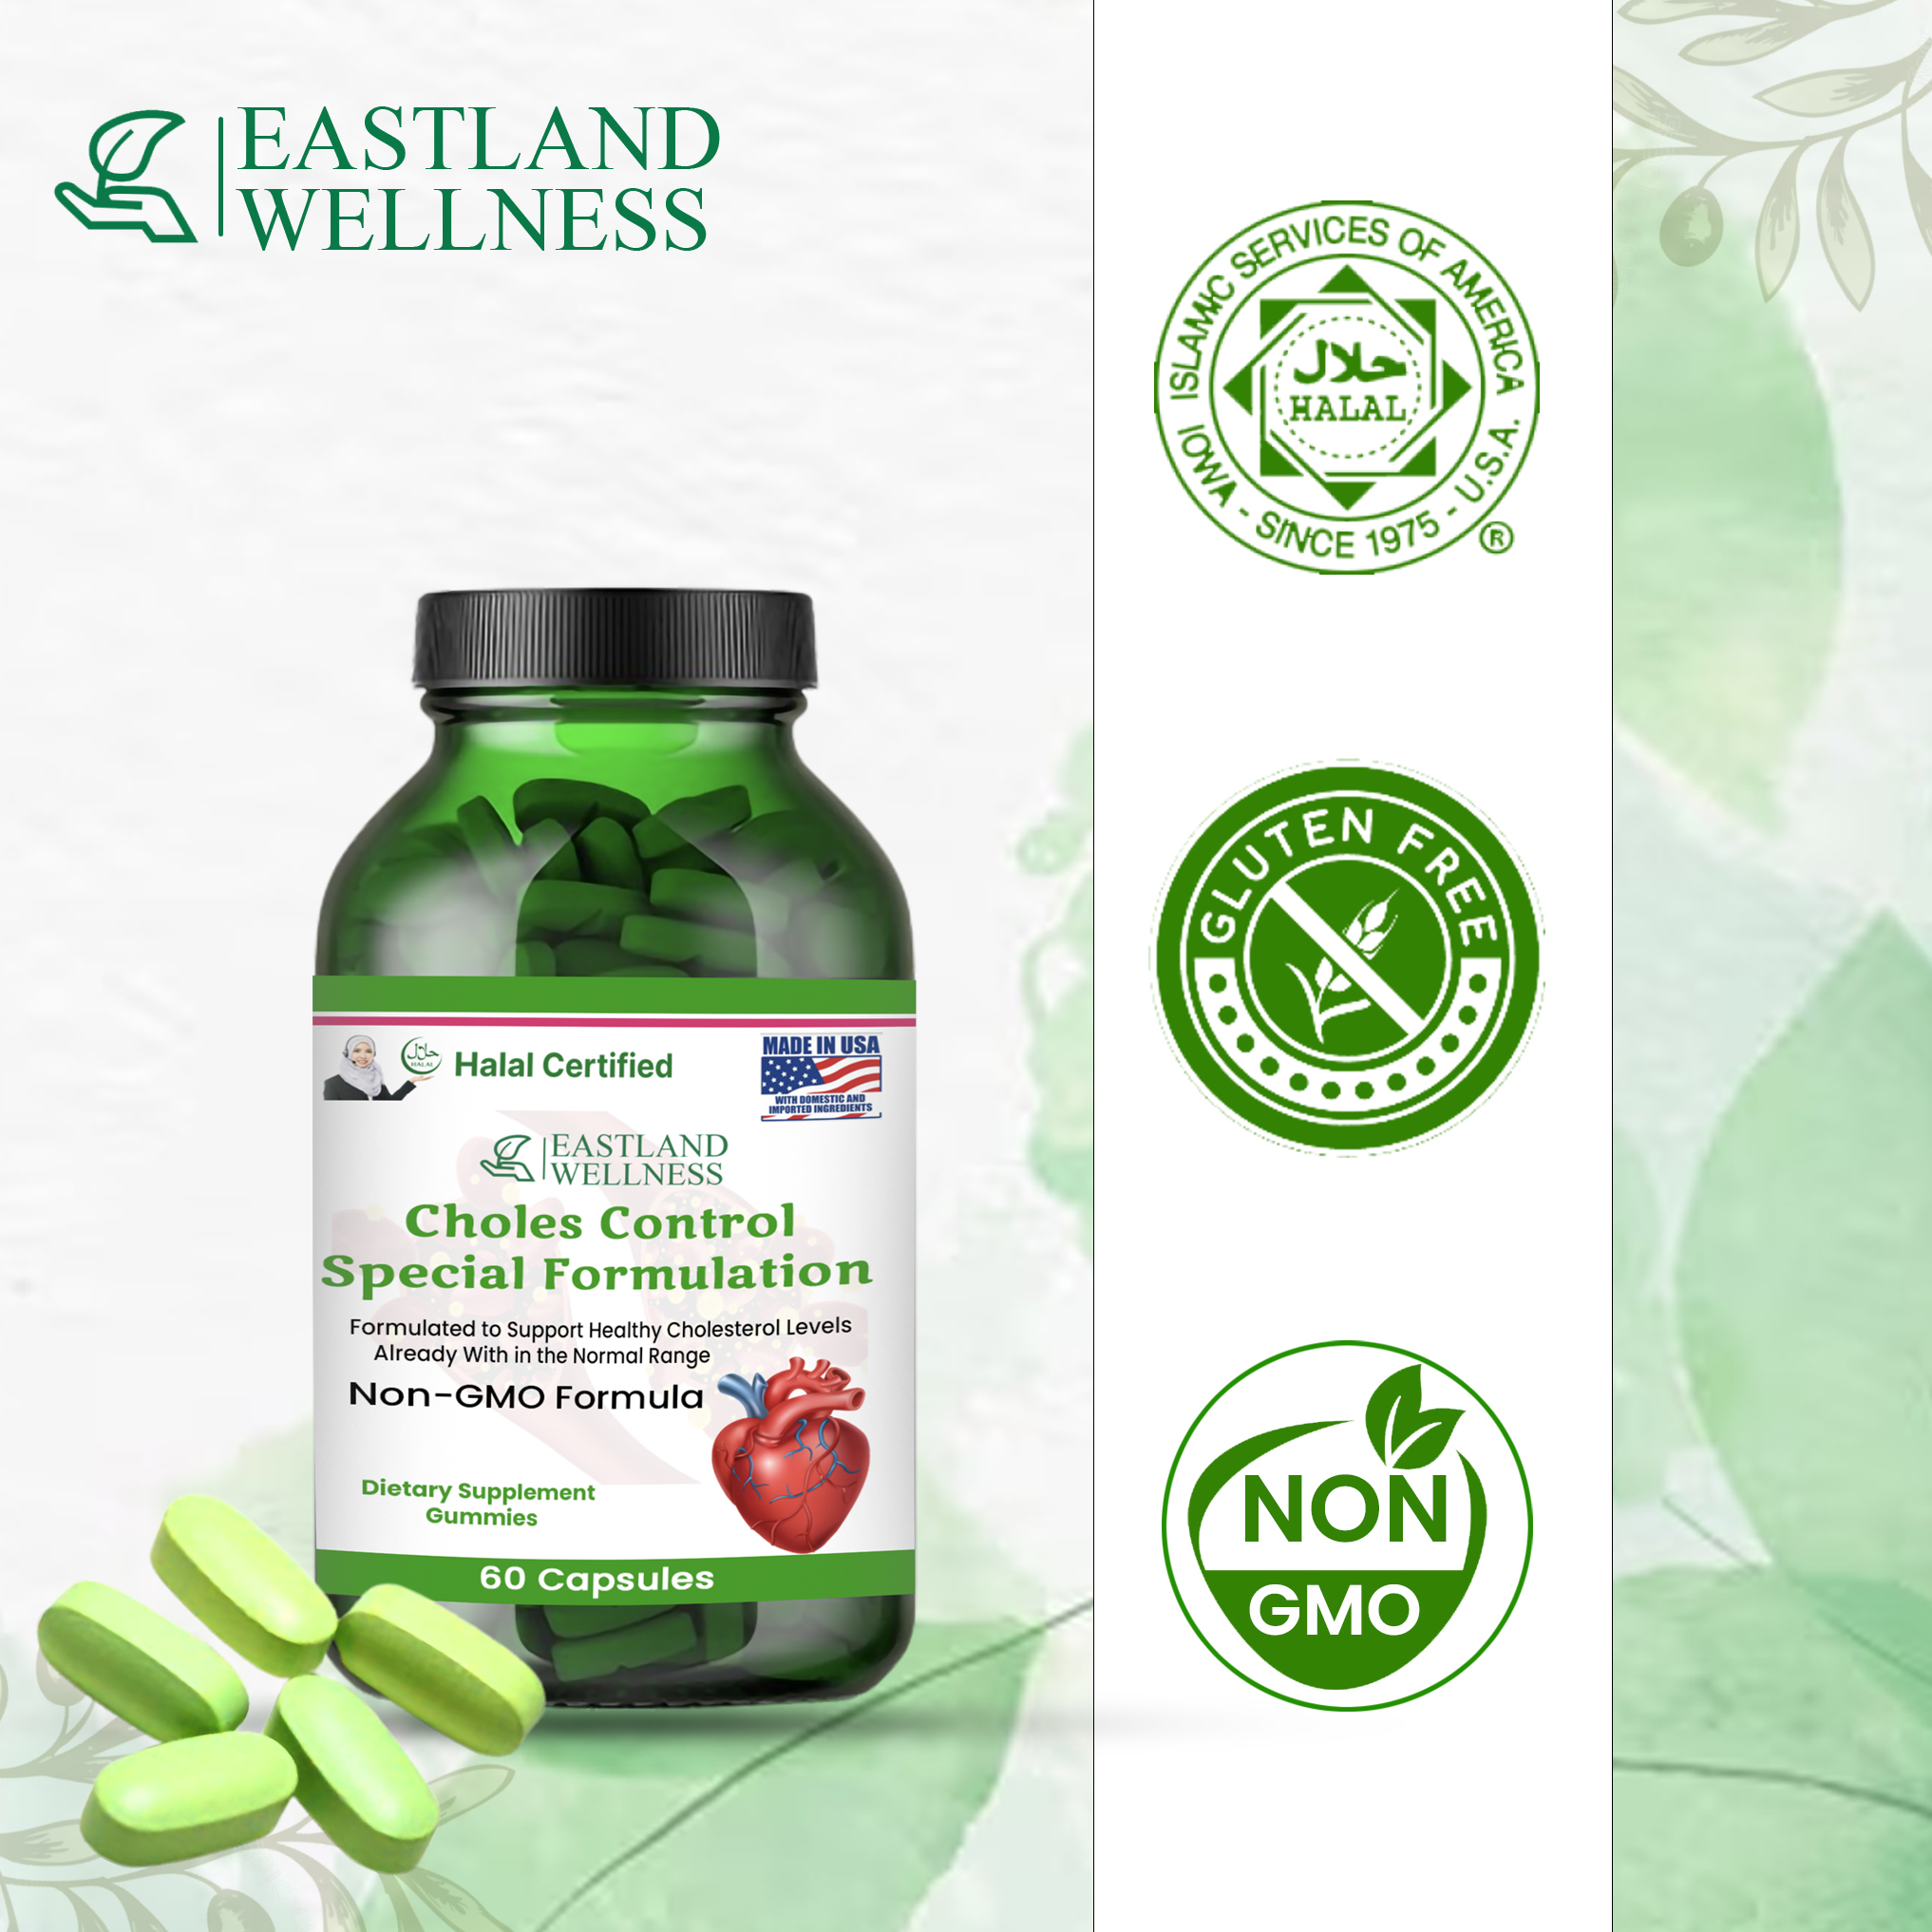 EASTLAND
WELLNESS
ISLAMIC SERVICES OF AMERICA
حلال
HALAL
IOWA - SINCE 1975 - U.S.A.
®
GLUTEN FREE
NON
GMO
حلال
HALAL
Halal Certified
MADE IN USA
WITH DOMESTIC AND
IMPORTED INGREDIENTS
EASTLAND
WELLNESS
Choles Control
Special Formulation
Formulated to Support Healthy Cholesterol Levels
Already With in the Normal Range
Non-GMO Formula
Dietary Supplement
Gummies
60 Capsules